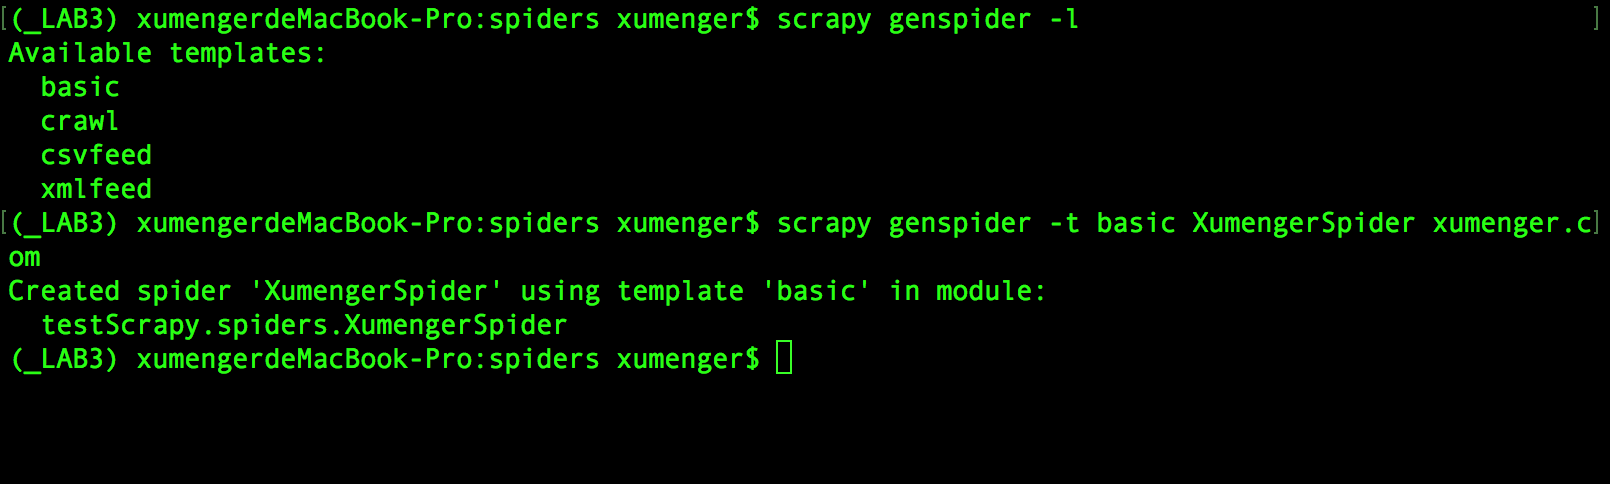 [(_LAB3) xumengerdeMacBook-Pro:spiders xumenger$ scrapy genspider -l ]
Available templates:
  basic
  crawl
  csvfeed
  xmlfeed
[(_LAB3) xumengerdeMacBook-Pro:spiders xumenger$ scrapy genspider -t basic XumengerSpider xumenger.c]
om
Created spider 'XumengerSpider' using template 'basic' in module:
  testScrapy.spiders.XumengerSpider
(_LAB3) xumengerdeMacBook-Pro:spiders xumenger$